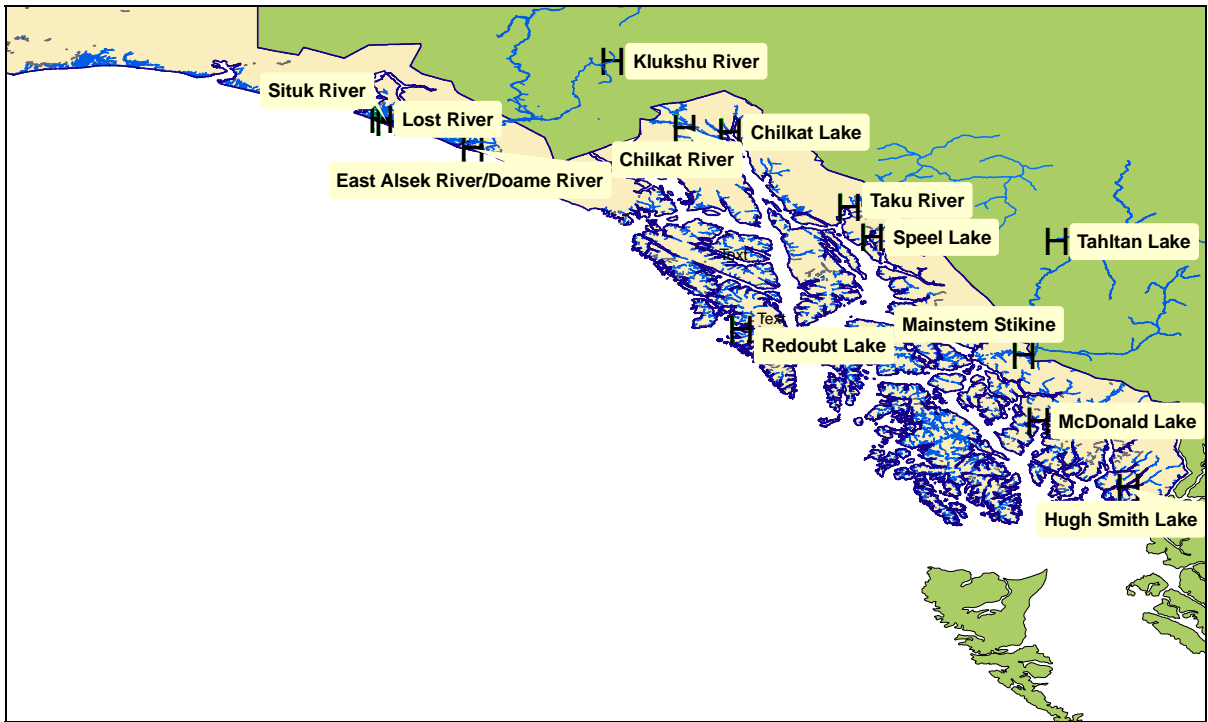 Klukshu River
Situk River
Lost River
Chilkat Lake
Chilkat River
East Alsek River/Doame River
Taku River
Speel Lake
Tahltan Lake
Text
Text
Mainstem Stikine
Redoubt Lake
McDonald Lake
Hugh Smith Lake